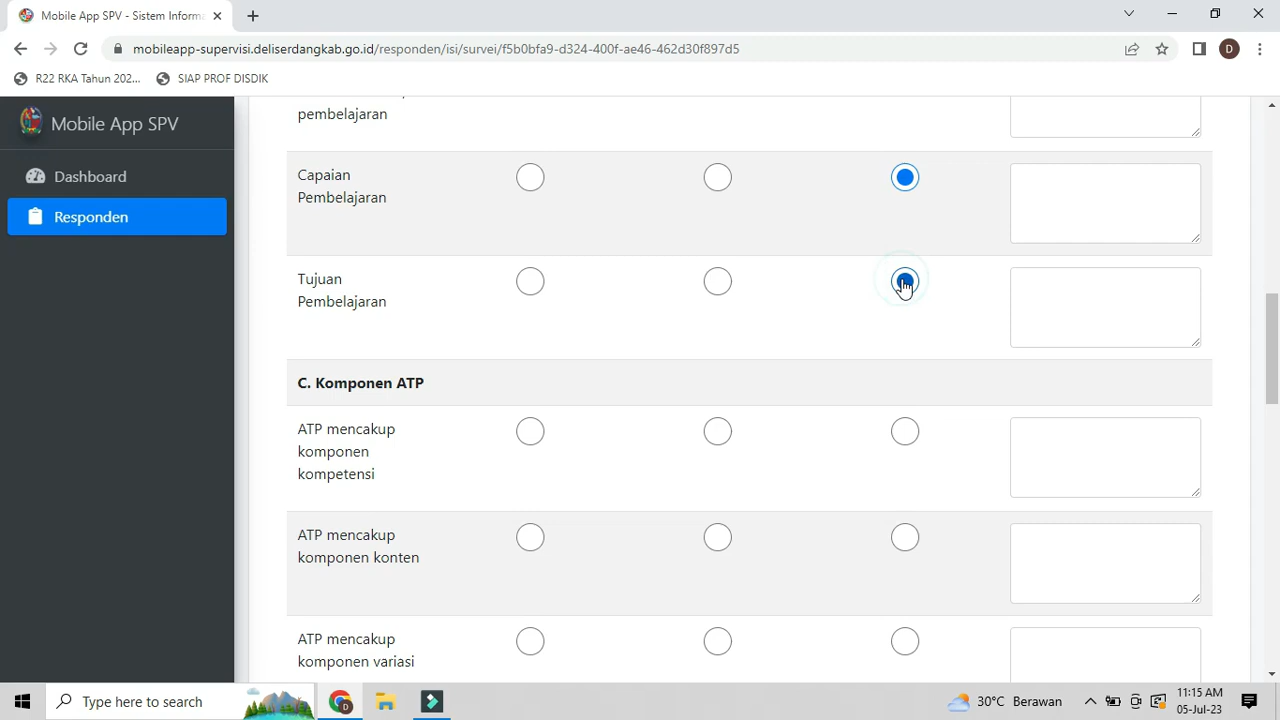 Mobile App SPV - Sistem Informa
mobileapp-supervisi.deliserdangkab.go.id/responden/isi/survei/f5b0bfa9-d324-400f-ae46-462d30f897d5
D
R22 RKA Tahun 202...
SIAP PROF DISDIK
Mobile App SPV
Dashboard
Responden
pembelajaran
Capaian
Pembelajaran
Tujuan
Pembelajaran
C. Komponen ATP
ATP mencakup
komponen
kompetensi
ATP mencakup
komponen konten
ATP mencakup
komponen variasi
Type here to search
D
30°C Berawan
11:15 AM
05-Jul-23